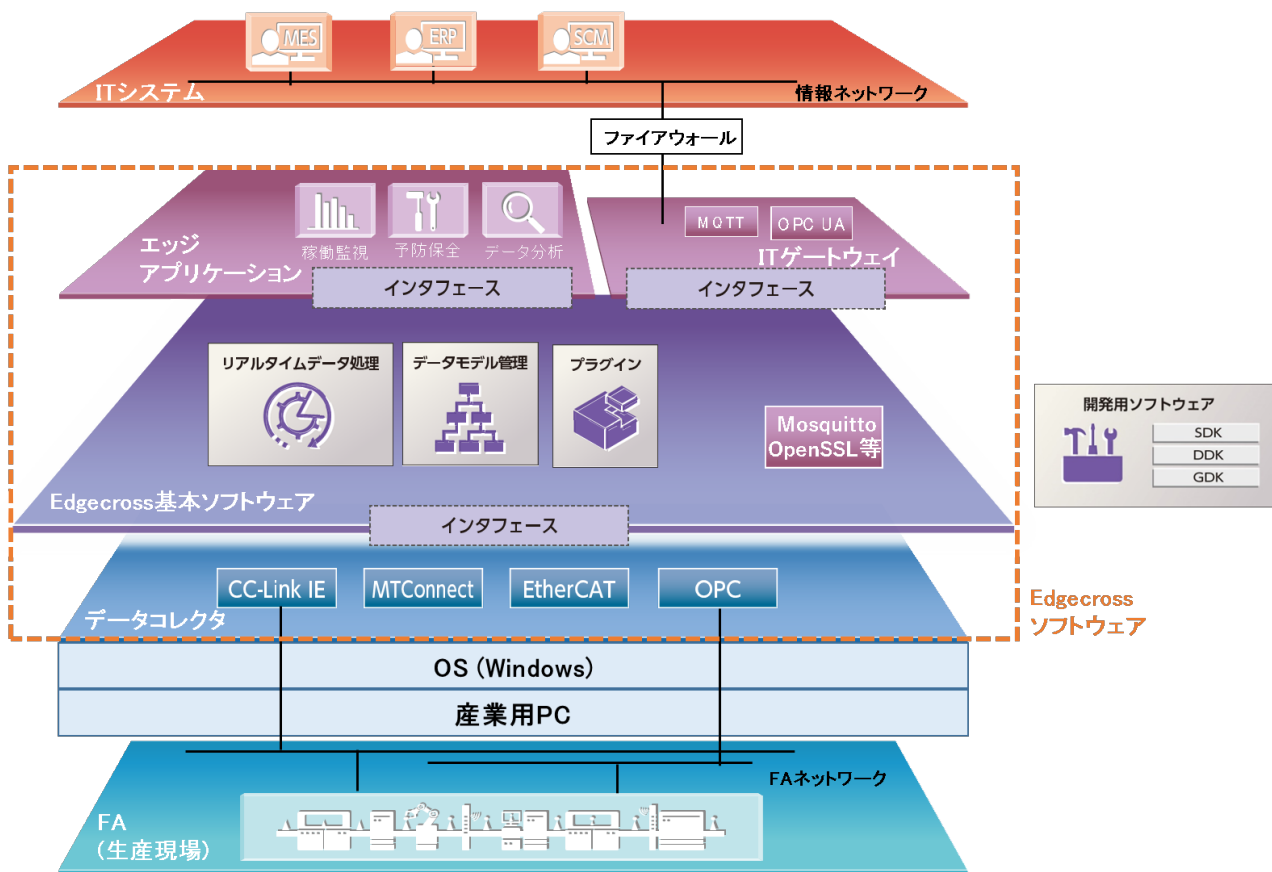 MES
ERP
SCM
ITシステム
情報ネットワーク
ファイアウォール
稼働監視
予防保全
データ分析
エッジ
アプリケーション
MQTT
OPC UA
ITゲートウェイ
インタフェース
インタフェース
リアルタイムデータ処理
データモデル管理
プラグイン
Mosquitto
OpenSSL等
Edgecross基本ソフトウェア
インタフェース
開発用ソフトウェア
SDK
DDK
GDK
CC-Link IE
MTConnect
EtherCAT
OPC
データコレクタ
Edgecross
ソフトウェア
OS (Windows)
産業用PC
FAネットワーク
FA
(生産現場)